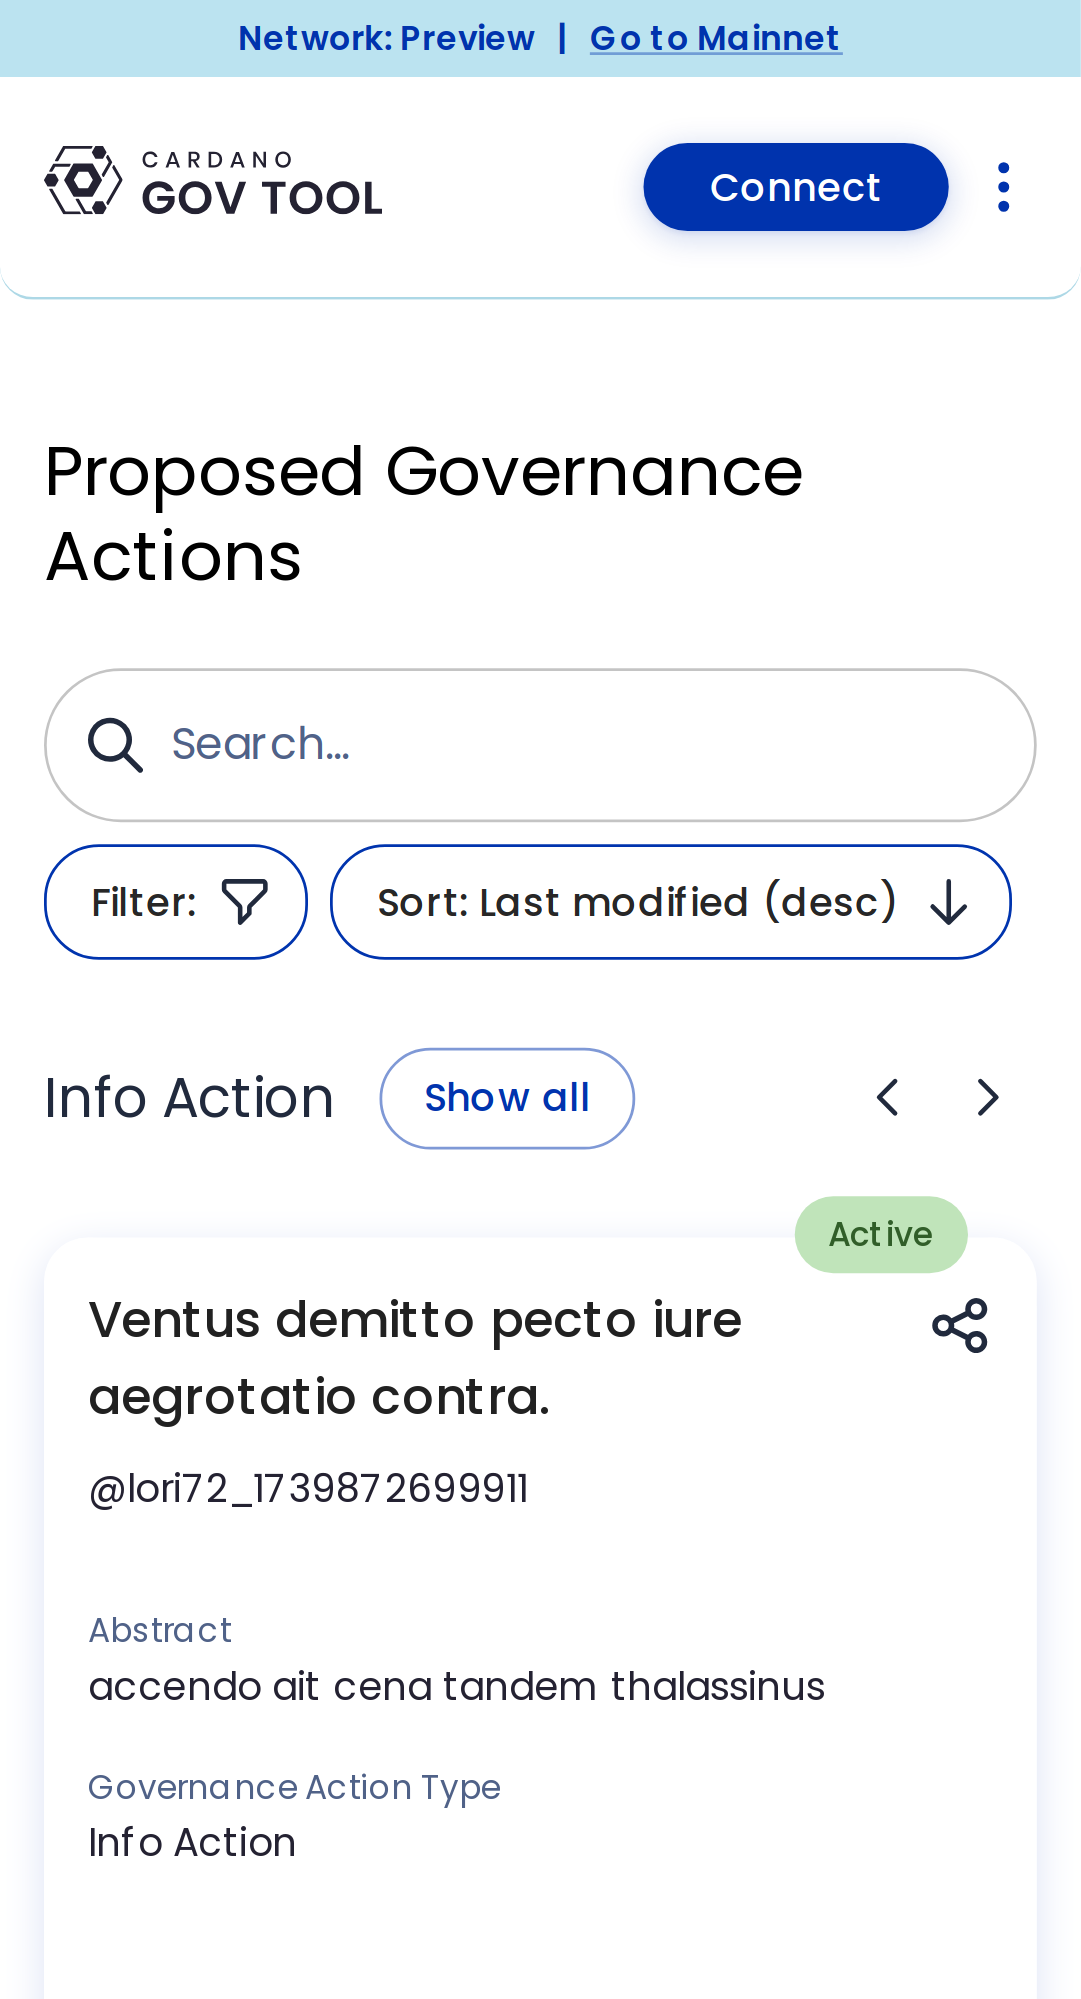 Network: Preview | Go to Mainnet
CARDANO
GOV TOOL
Connect
Proposed Governance
Actions
Search...
Filter:
Sort: Last modified (desc)
Info Action
Show all
Active
Ventus demitto pecto iure
aegrotatio contra.
@lori72_1739872699911
Abstract
accendo ait cena tandem thalassinus
Governance Action Type
Info Action